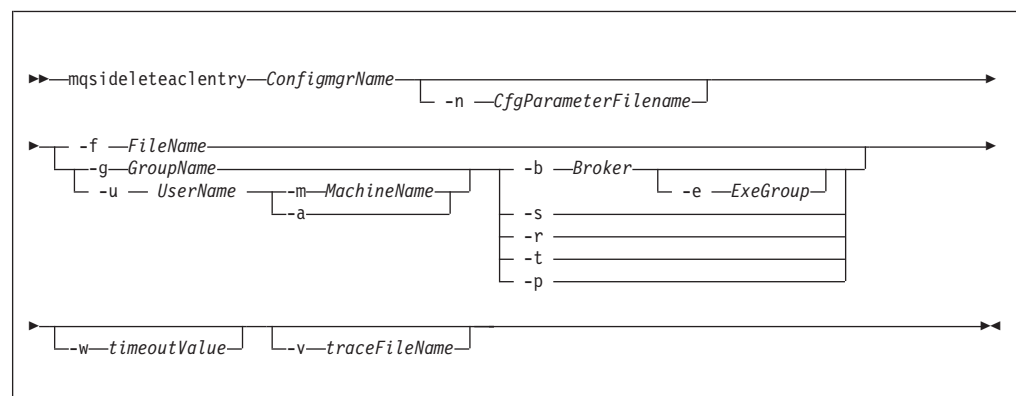 mqsideleteaclentry ConfigmgrName
-n CfgParameterFilename
-f FileName
-g GroupName -b Broker
-u UserName -m MachineName -e ExeGroup
-a -s
-r
-t
-p
-w timeoutValue -v traceFileName